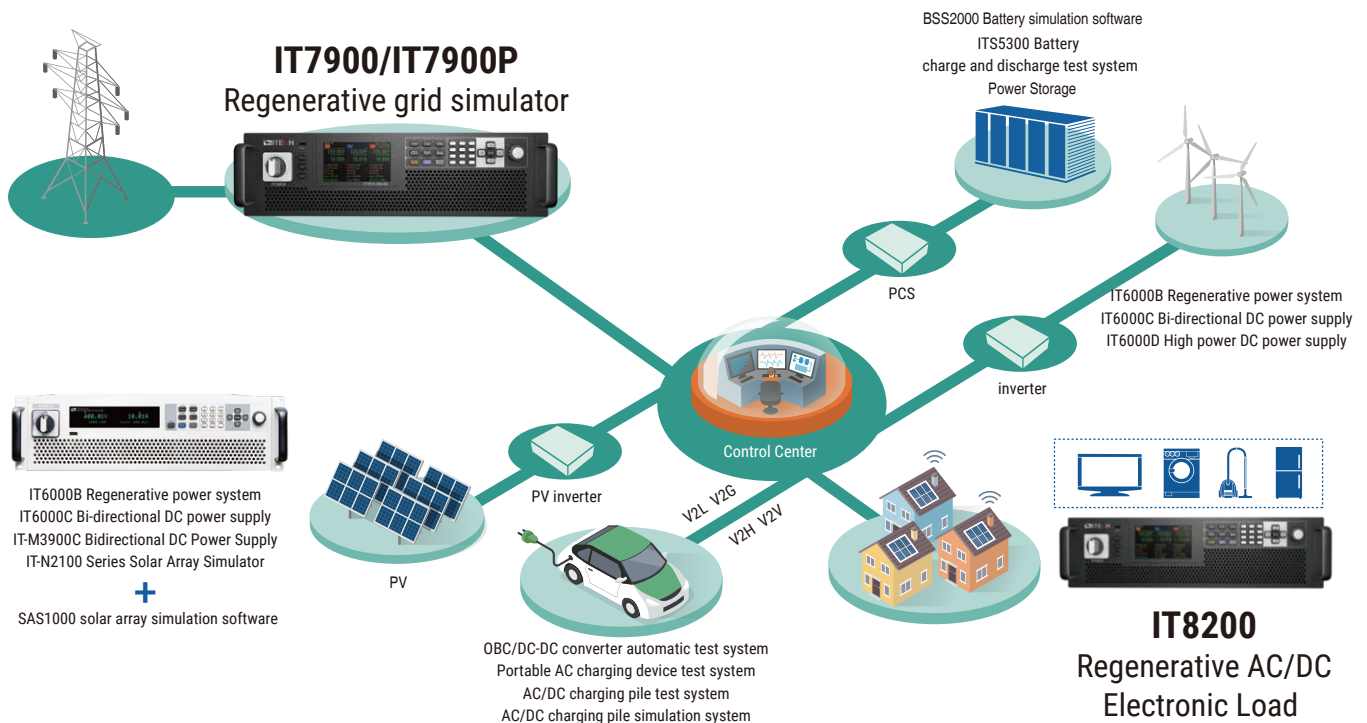 BSS2000 Battery simulation software
ITS5300 Battery
charge and discharge test system
Power Storage
IT7900/IT7900P
Regenerative grid simulator
ITECH
PCS
IT6000B Regenerative power system
IT6000C Bi-directional DC power supply
IT6000D High power DC power supply
inverter
Control Center
PV inverter
PV
V2L V2G
V2H V2V
IT6000B Regenerative power system
IT6000C Bi-directional DC power supply
IT-M3900C Bidirectional DC Power Supply
IT-N2100 Series Solar Array Simulator
+
SAS1000 solar array simulation software
OBC/DC-DC converter automatic test system
Portable AC charging device test system
AC/DC charging pile test system
AC/DC charging pile simulation system
ITECH
IT8200
Regenerative AC/DC
Electronic Load